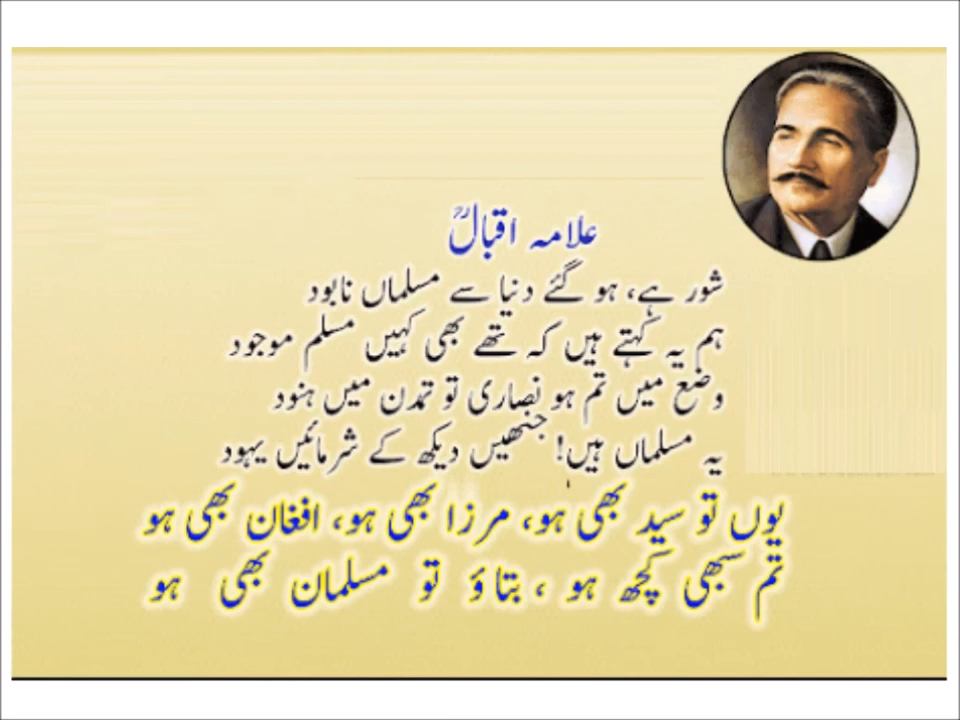 علامہ اقبالؒ
شور ہے، ہو گئے دنیا سے مسلماں نابود
ہم یہ کہتے ہیں کہ تھے بھی کہیں مسلم موجود
وضع میں تم ہو نصاری تو تمدن میں ہنود
یہ مسلماں ہیں! جنھیں دیکھ کے شرمائیں یہود
یوں تو سید بھی ہو، مرزا بھی ہو، افغان بھی ہو
تم سبھی کچھ ہو ، بتاؤ تو مسلمان بھی ہو